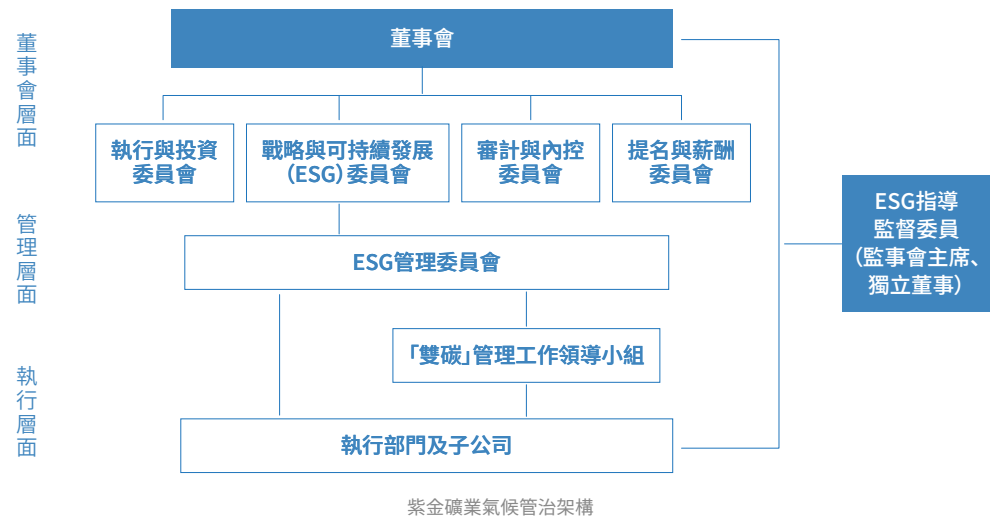 董事會層面
董事會
執行與投資
委員會
戰略與可持續發展
（ESG）委員會
審計與內控
委員會
提名與薪酬
委員會
ESG指導
監督委員
（監事會主席、
獨立董事）
管理層面
ESG管理委員會
「雙碳」管理工作領導小組
執行層面
執行部門及子公司
紫金礦業氣候管治架構